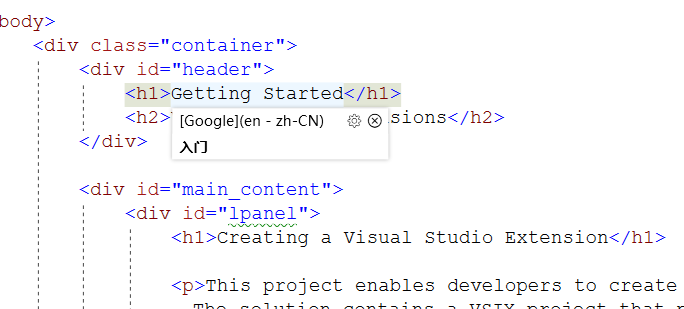 body>
<div class="container">
<div id="header">
<h1>Getting Started</h1>
<h2>
sions</h2>
[Google](en - zh-CN)
入门
</div>
<div id="main_content">
<div id="lpanel">
<h1>Creating a Visual Studio Extension</h1>
<p>This project enables developers to create
The solution contains a VSIX project that